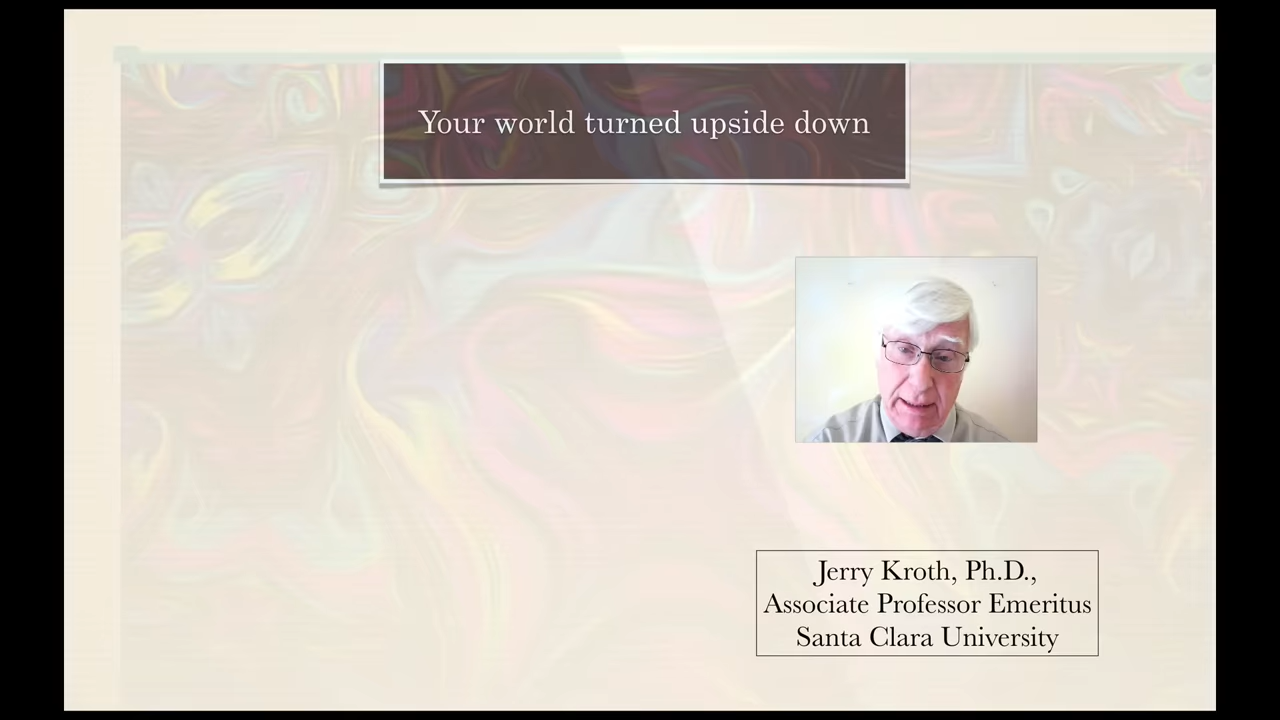 Your world turned upside down
Jerry Kroth, Ph.D.,
Associate Professor Emeritus
Santa Clara University